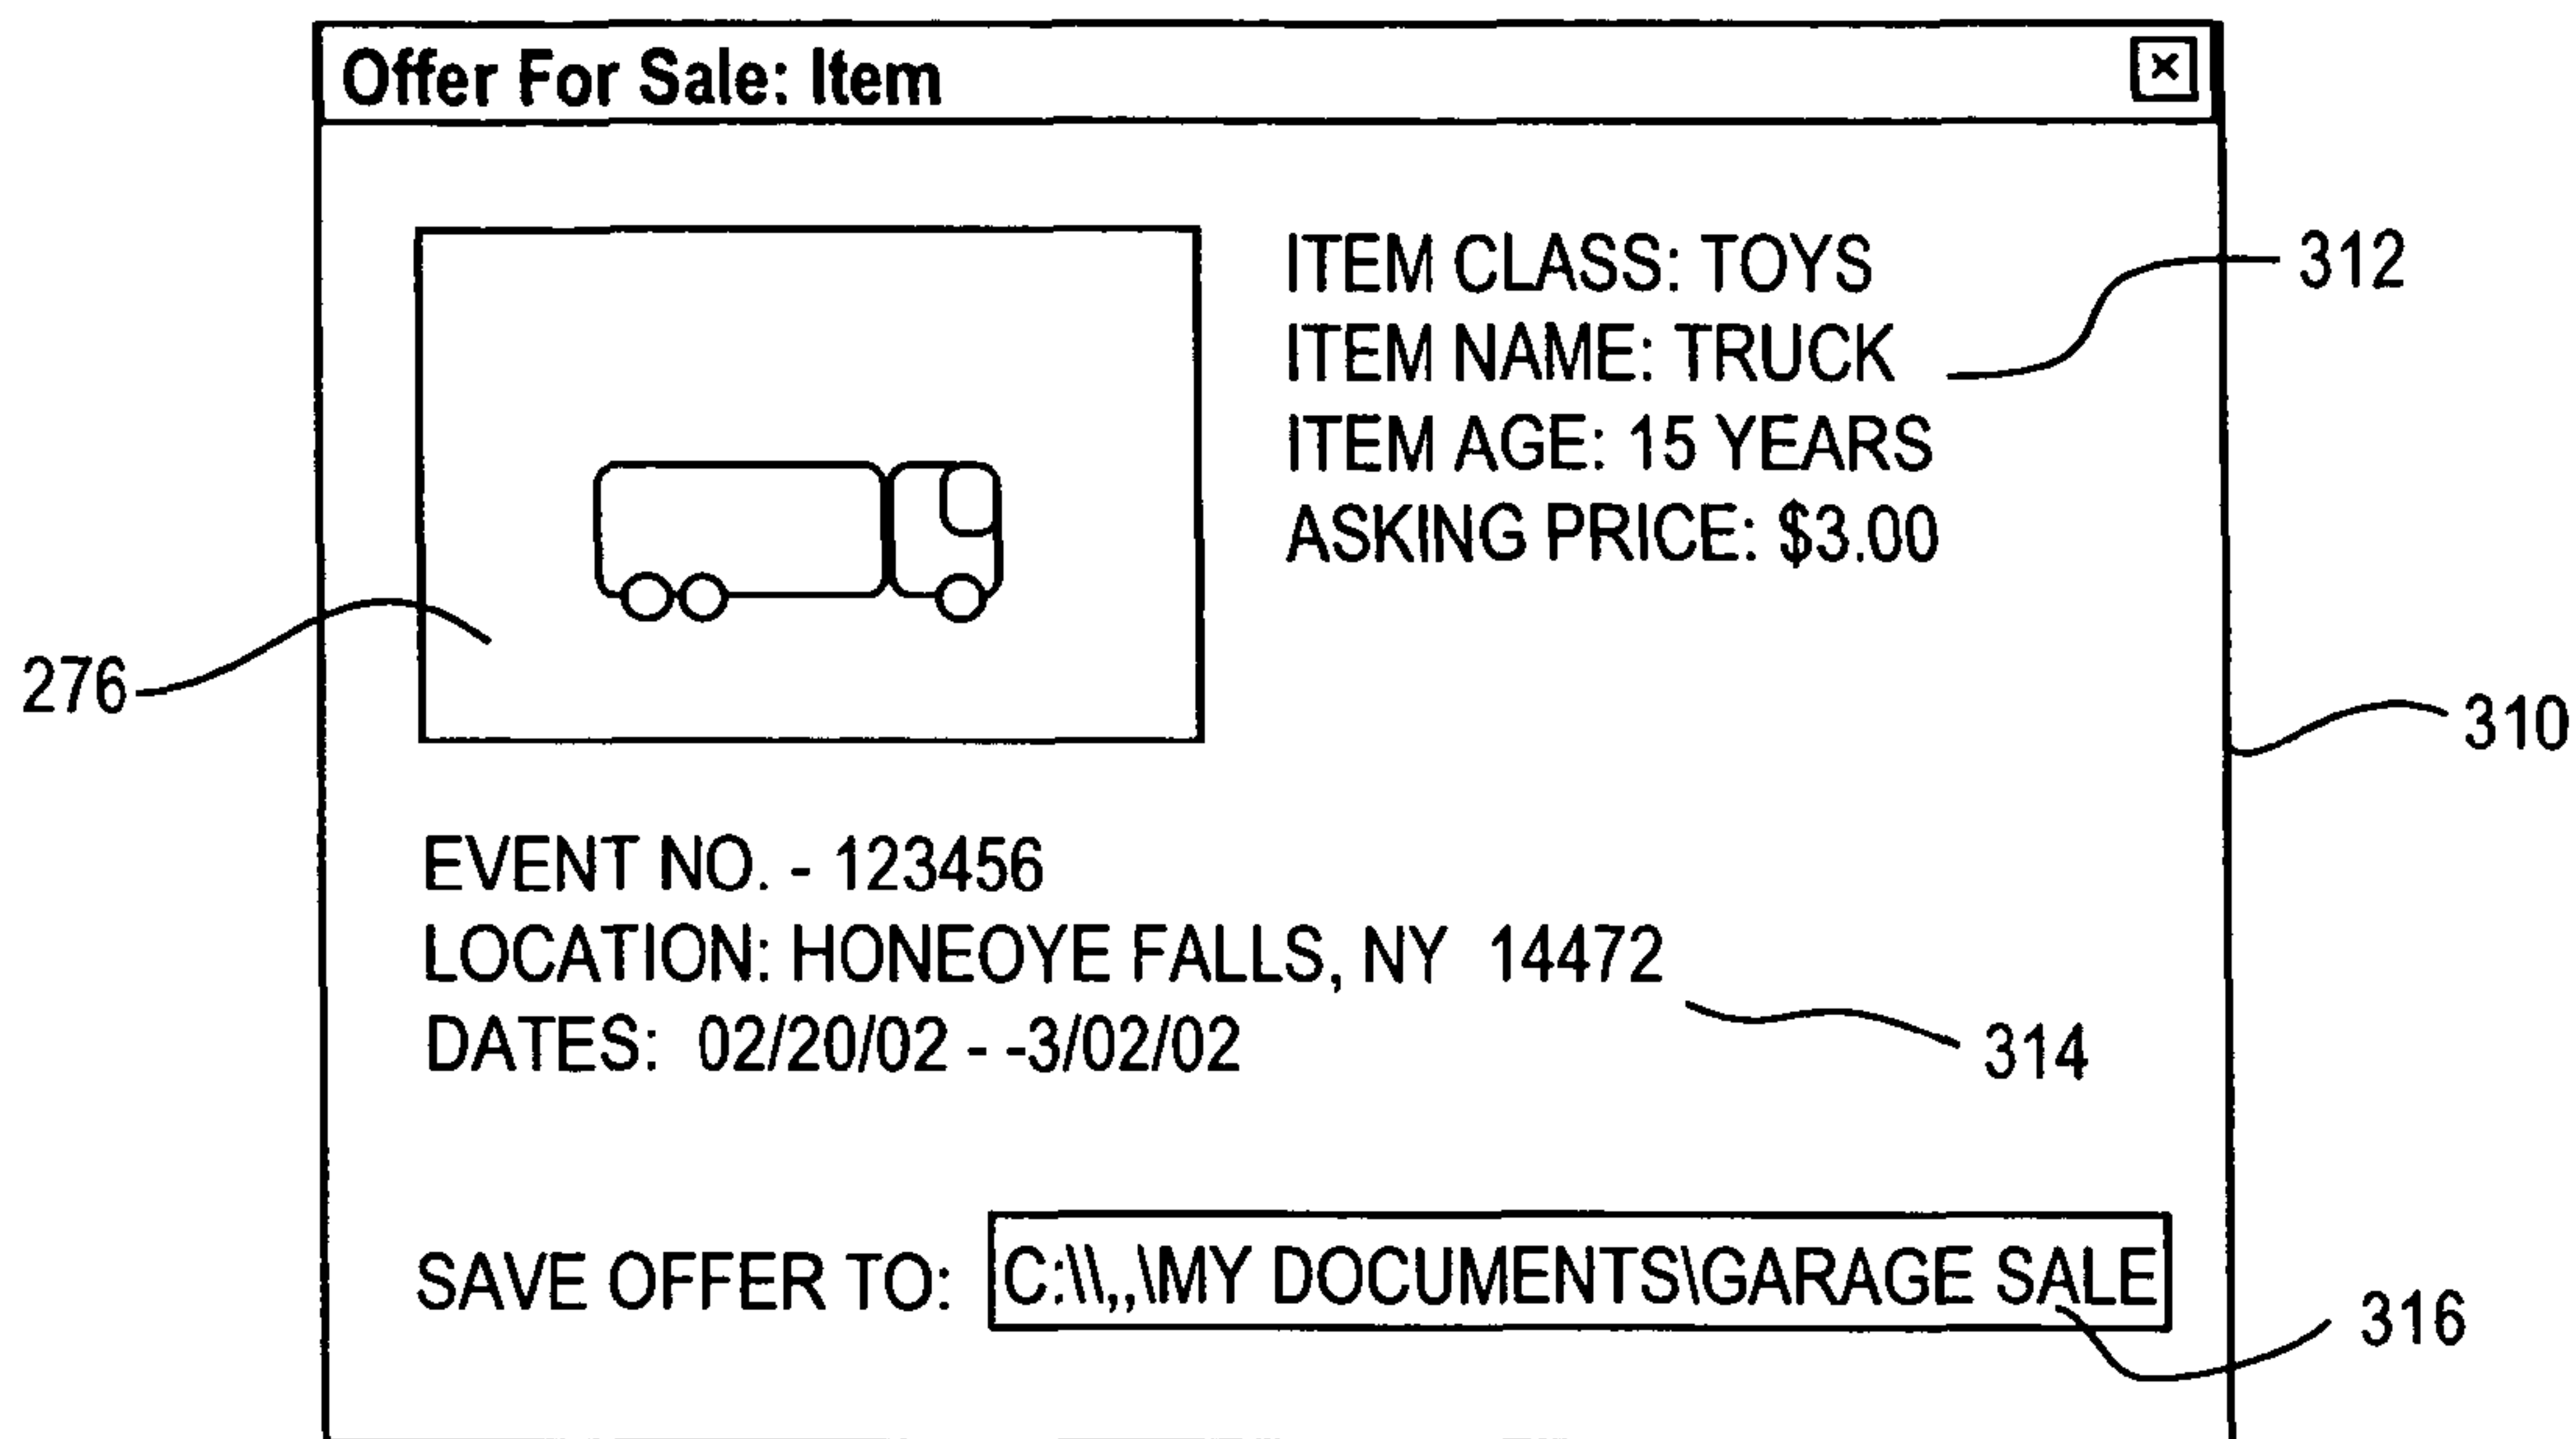 Offer For Sale: Item
×
ITEM CLASS: TOYS
312
ITEM NAME: TRUCK
ITEM AGE: 15 YEARS
ASKING PRICE: $3.00
276
310
EVENT NO. - 123456
LOCATION: HONEOYE FALLS, NY 14472
DATES: 02/20/02 - -3/02/02
314
SAVE OFFER TO: C:\\,,\MY DOCUMENTS\GARAGE SALE
316